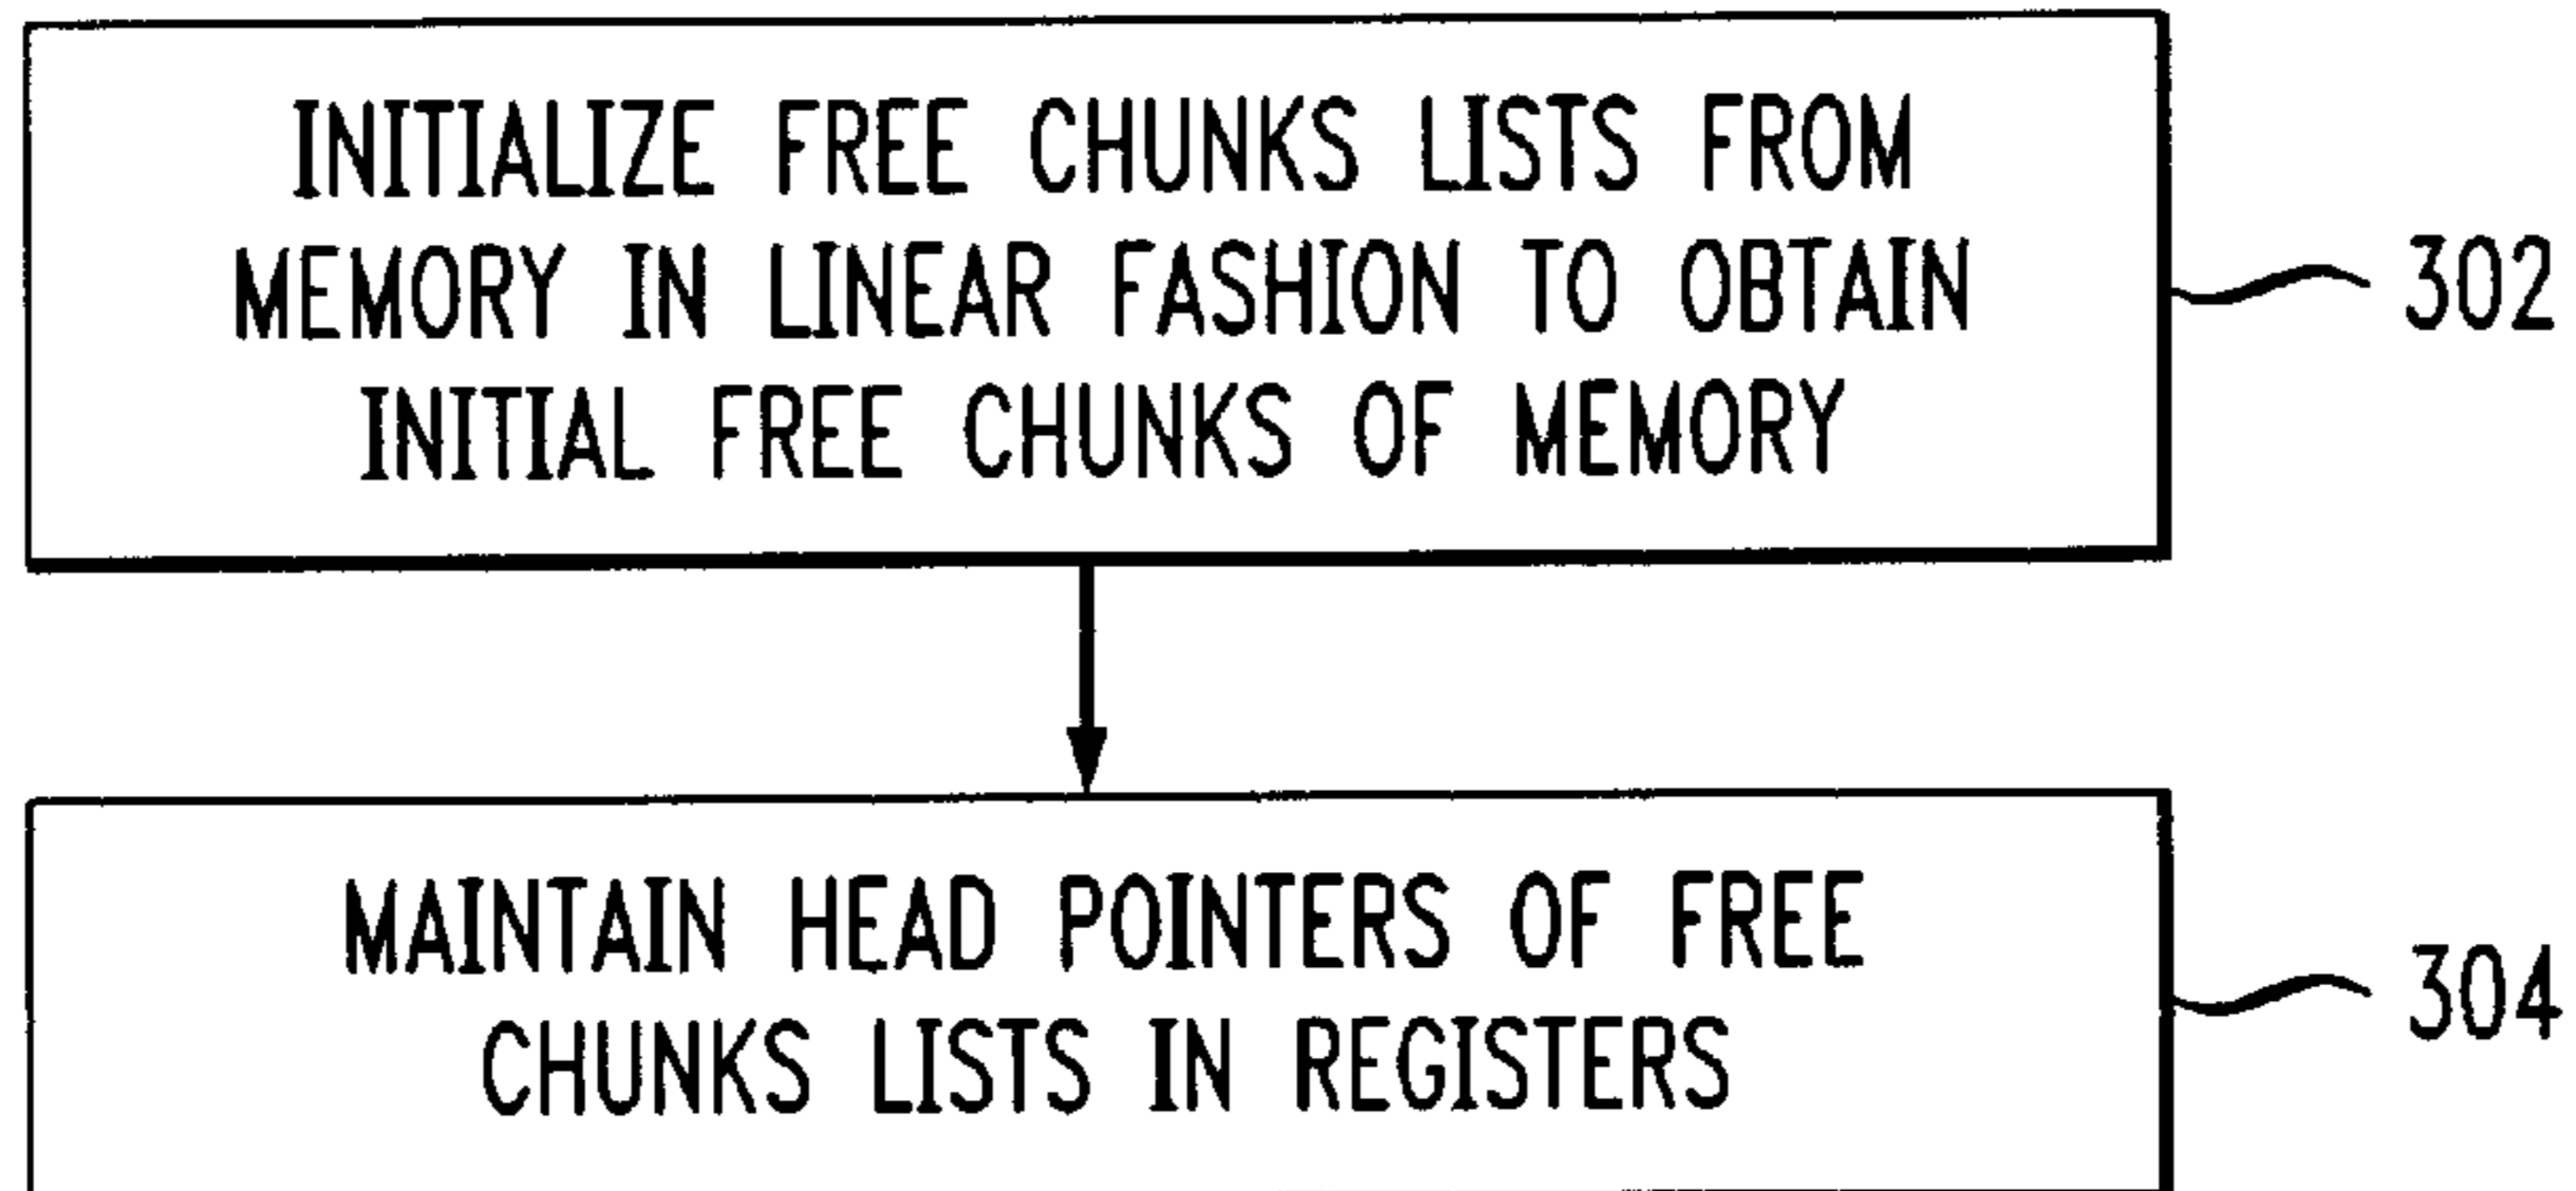 INITIALIZE FREE CHUNKS LISTS FROM
MEMORY IN LINEAR FASHION TO OBTAIN
INITIAL FREE CHUNKS OF MEMORY
302
MAINTAIN HEAD POINTERS OF FREE
CHUNKS LISTS IN REGISTERS
304